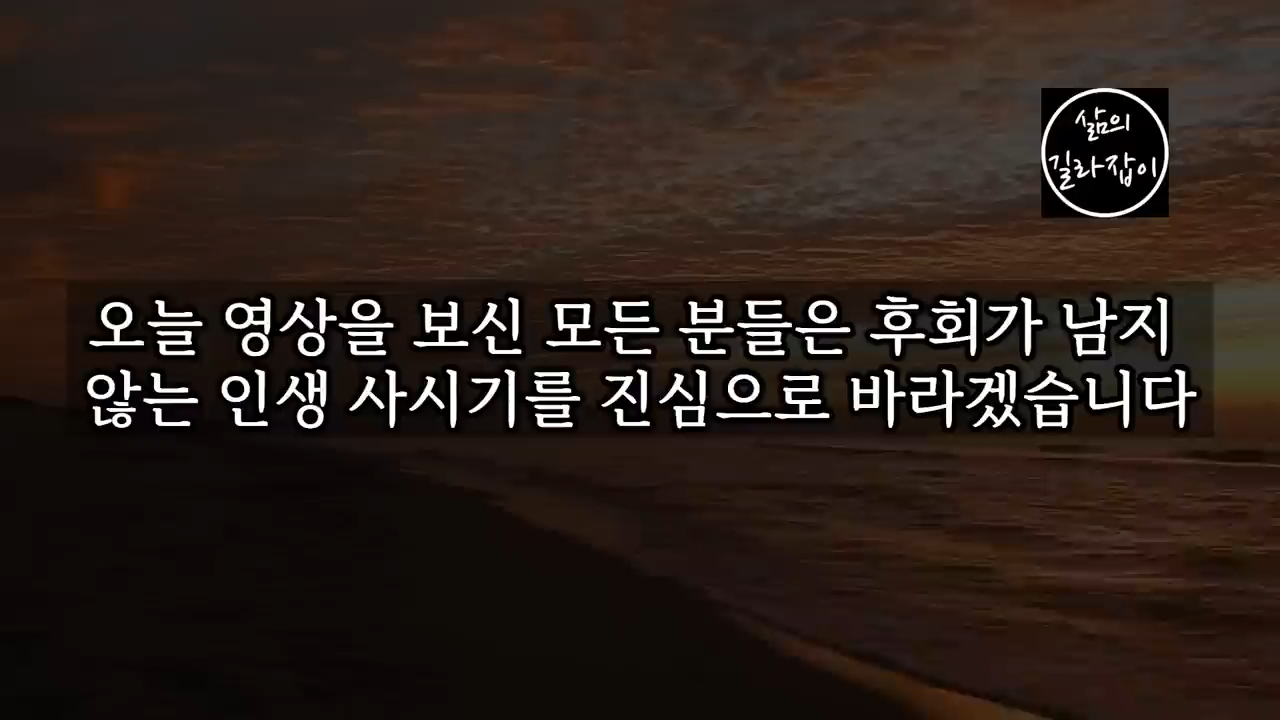 삶의
길라잡이
오늘 영상을 보신 모든 분들은 후회가 남지
않는 인생 사시기를 진심으로 바라겠습니다